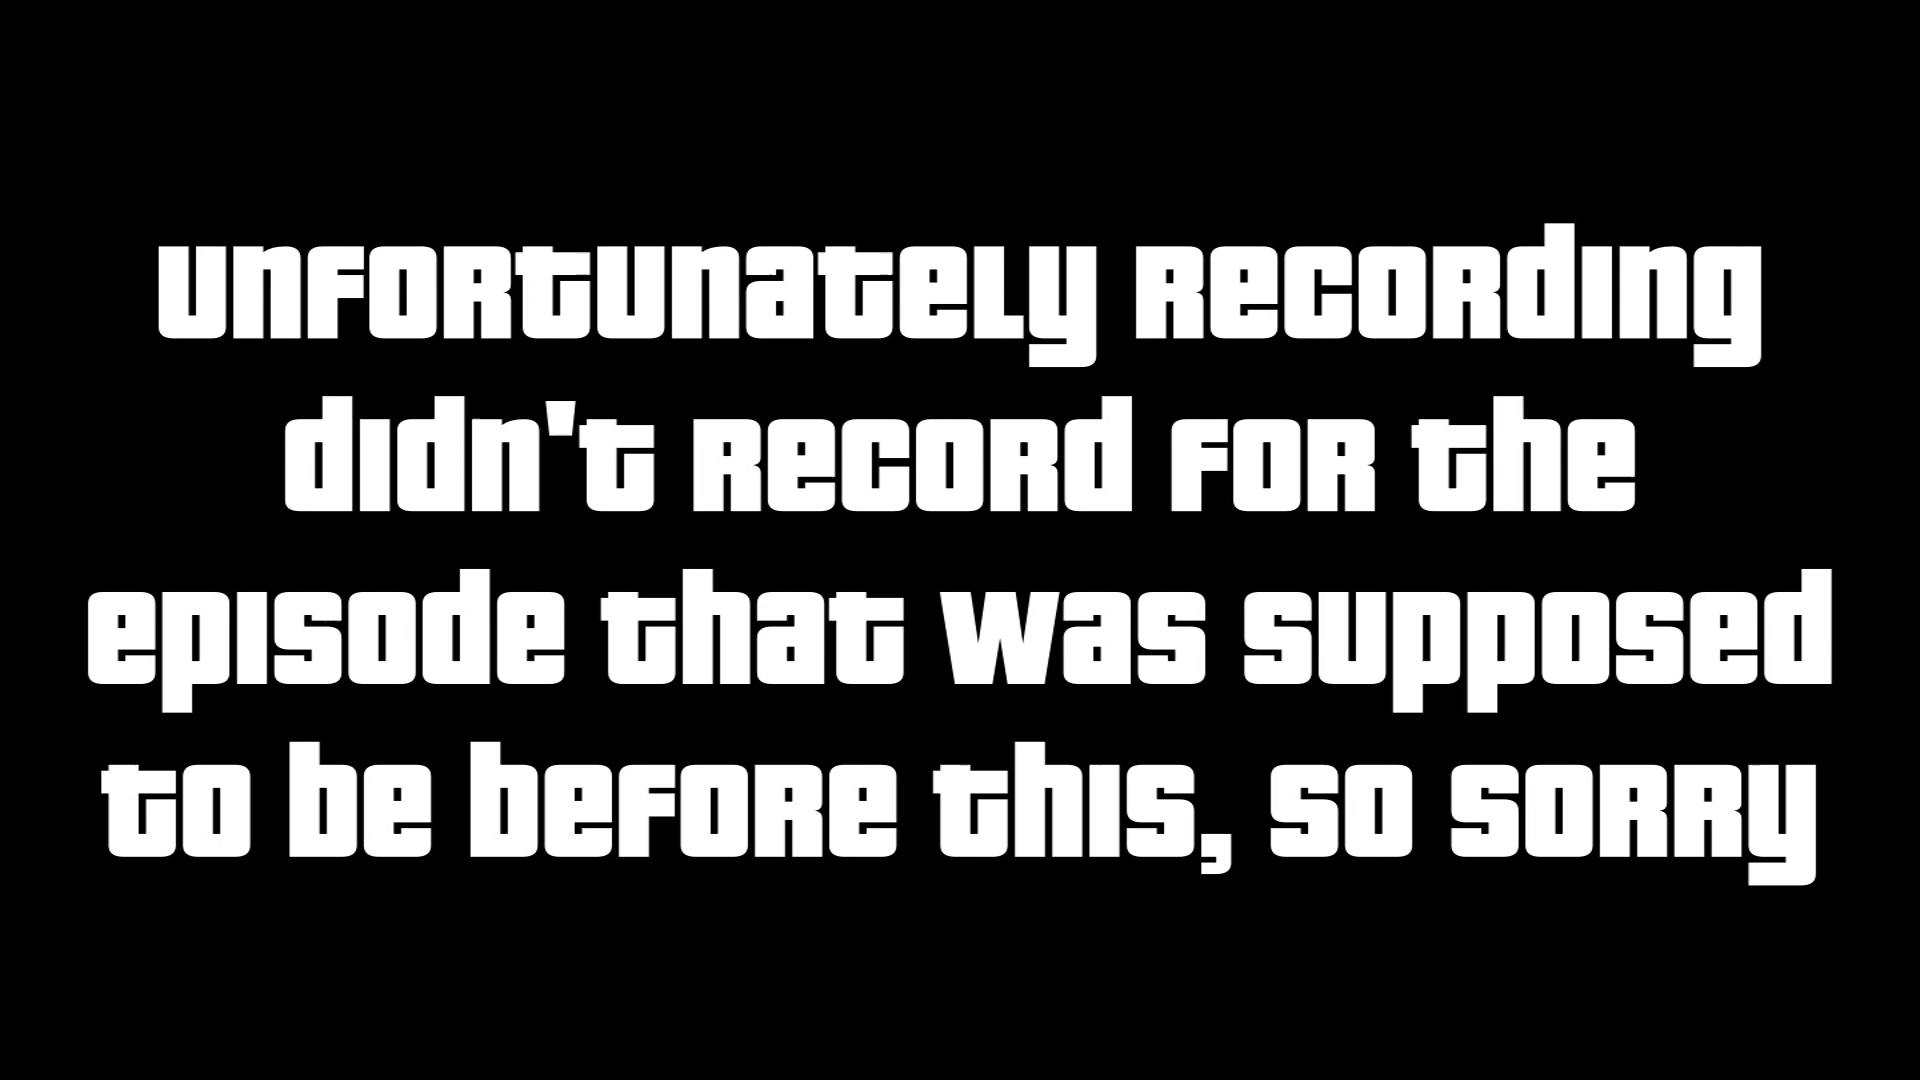 unfortunately recording
didn't record for the
episode that was supposed
to be before this, so sorry